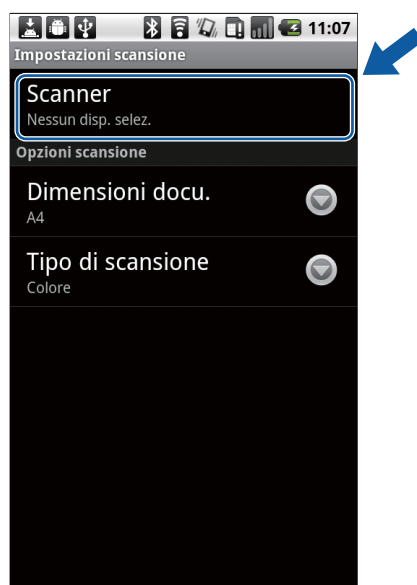 11:07
Impostazioni scansione
Scanner
Nessun disp. selez.
Opzioni scansione
Dimensioni docu.
A4
Tipo di scansione
Colore